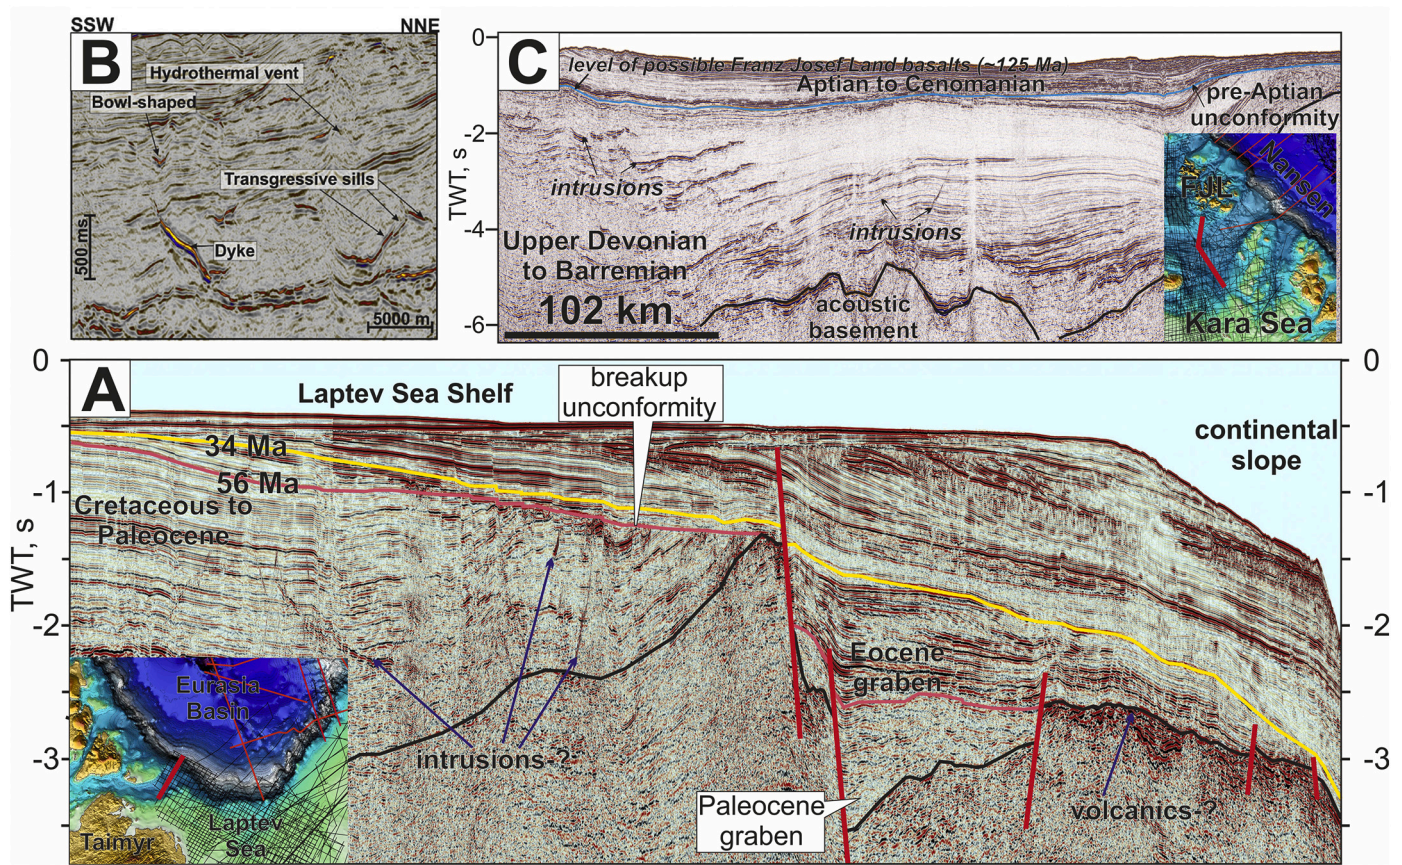 SSW
NNE
B
Hydrothermal vent
Bowl-shaped
Transgressive sills
Dyke
500 ms
5000 m
C
0
-2
-4
-6
TWT, s
level of possible Franz Josef Land basalts (~125 Ma)
Aptian to Cenomanian
pre-Aptian
unconformity
intrusions
intrusions
Upper Devonian
to Barremian
102 km
acoustic
basement
FJL
Nansen
Kara Sea
A
0
-1
-2
-3
TWT, s
Laptev Sea Shelf
breakup
unconformity
continental
slope
34 Ma
56 Ma
Cretaceous to
Paleocene
Eocene
graben
intrusions-?
Paleocene
graben
volcanics-?
Eurasia
Basin
Laptev
Sea
Taimyr
0
-1
-2
-3